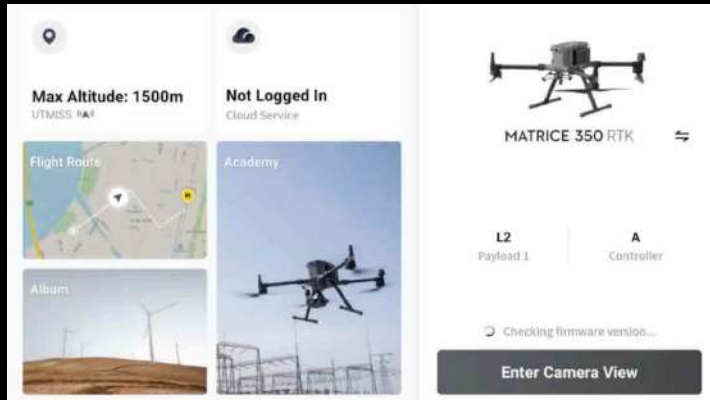 Max Altitude: 1500m
UTMISS
Not Logged In
Cloud Service
Flight Route
H
Academy
Album
MATRICE 350 RTK
L2
Payload 1
A
Controller
Checking firmware version...
Enter Camera View